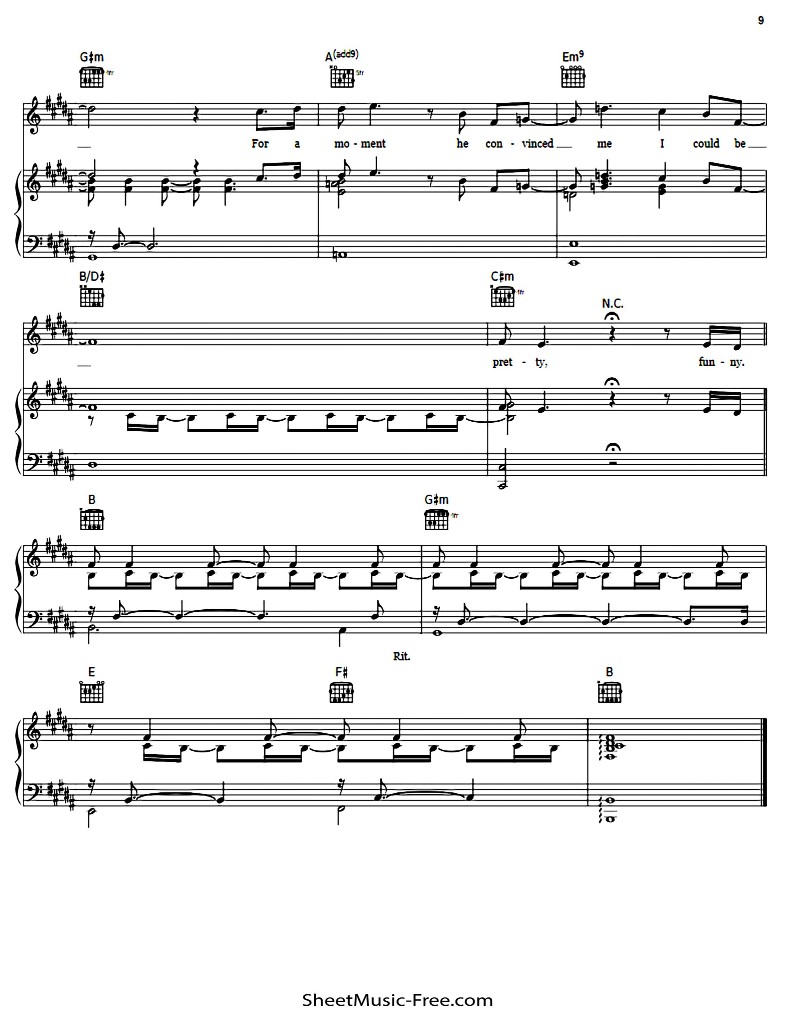 9
G♯m A(add9) Em9
4fr 5fr
For a mo - ment he con - vinced me I could be
B/D♯ C♯m N.C.
9fr
pret - ty, fun - ny.
B G♯m
4fr
Rit.
E F♯ B
SheetMusic-Free.com